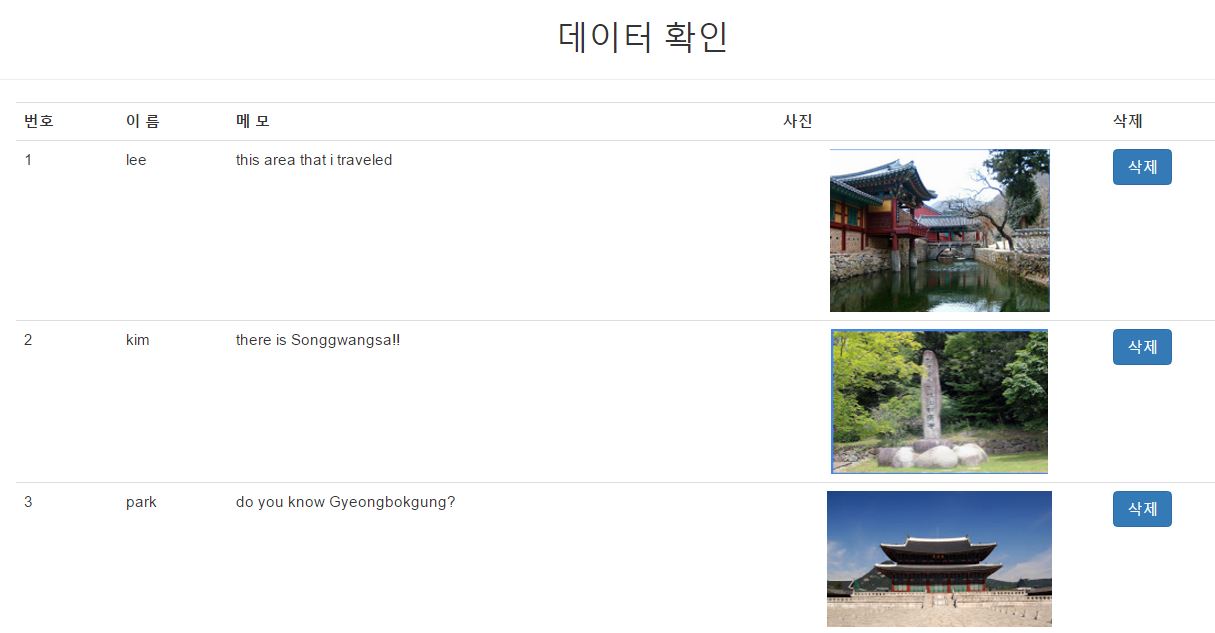 데이터 확인
번호 이 름 메 모 사진 삭제
1 lee this area that i traveled 삭제
2 kim there is Songgwangsa!! 삭제
3 park do you know Gyeongbokgung? 삭제